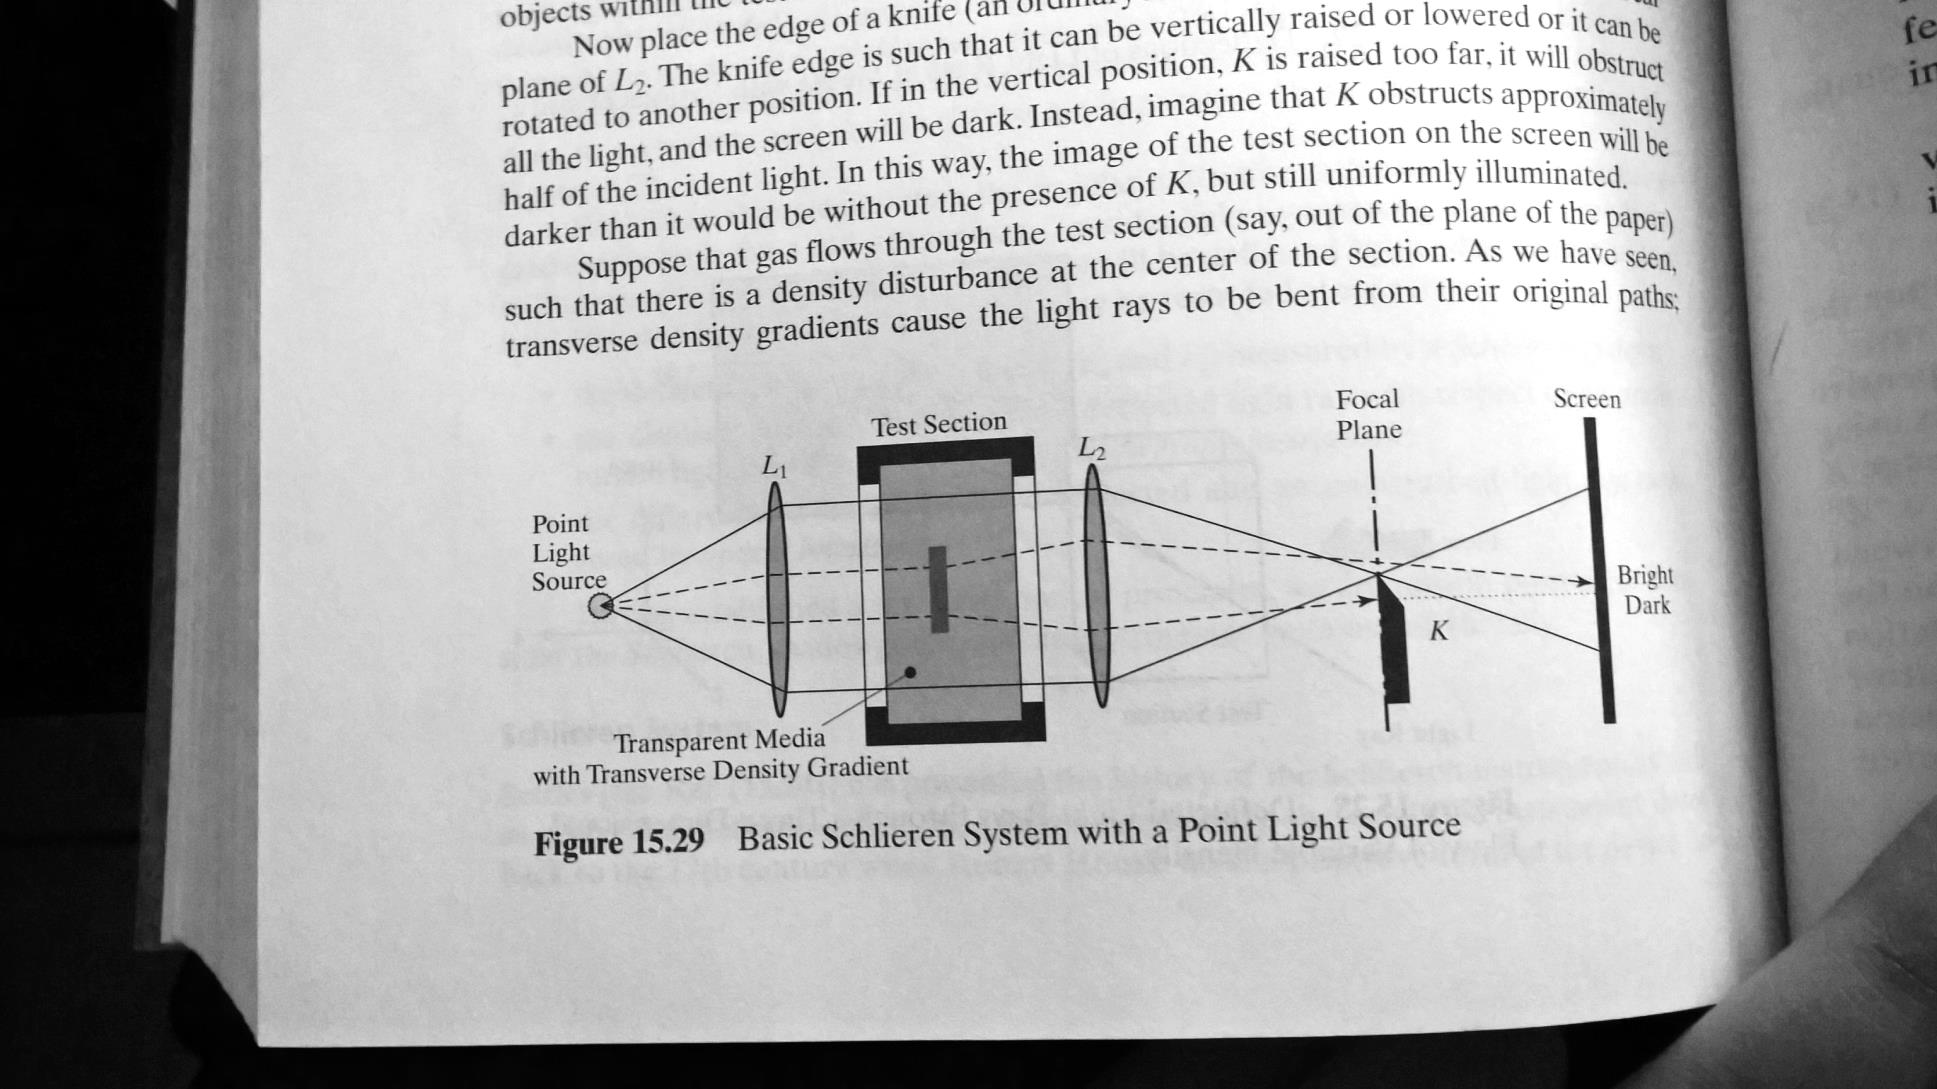 objects within the
Now place the edge of a knife (an
plane of L₂. The knife edge is such that it can be vertically raised or lowered or it can be
rotated to another position. If in the vertical position, K is raised too far, it will obstruct
all the light, and the screen will be dark. Instead, imagine that K obstructs approximately
half of the incident light. In this way, the image of the test section on the screen will be
darker than it would be without the presence of K, but still uniformly illuminated.
Suppose that gas flows through the test section (say, out of the plane of the paper)
such that there is a density disturbance at the center of the section. As we have seen,
transverse density gradients cause the light rays to be bent from their original paths;
Focal
Plane
Screen
Test Section
L₁
L₂
Point
Light
Source
Bright
Dark
K
Transparent Media
with Transverse Density Gradient
Figure 15.29 Basic Schlieren System with a Point Light Source